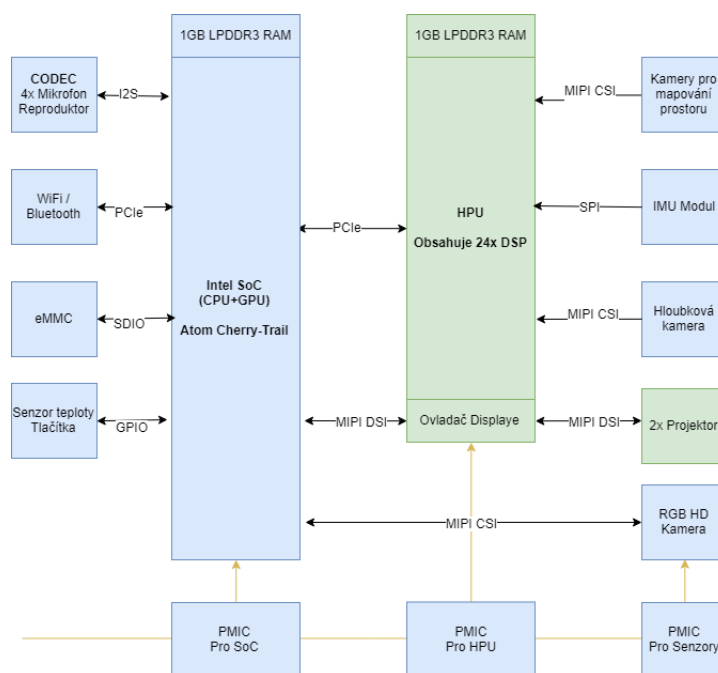 1GB LPDDR3 RAM
1GB LPDDR3 RAM
CODEC
4x Mikrofon
Reproduktor
I2S
MIPI CSI
Kamery pro
mapování
prostoru
WiFi /
Bluetooth
PCIe
PCIe
HPU
Obsahuje 24x DSP
SPI
IMU Modul
Intel SoC
(CPU+GPU)
Atom Cherry-Trail
eMMC
SDIO
MIPI CSI
Hloubková
kamera
Senzor teploty
Tlačítka
GPIO
MIPI DSI
Ovladač Displaye
MIPI DSI
2x Projektor
MIPI CSI
RGB HD
Kamera
PMIC
Pro SoC
PMIC
Pro HPU
PMIC
Pro Senzory